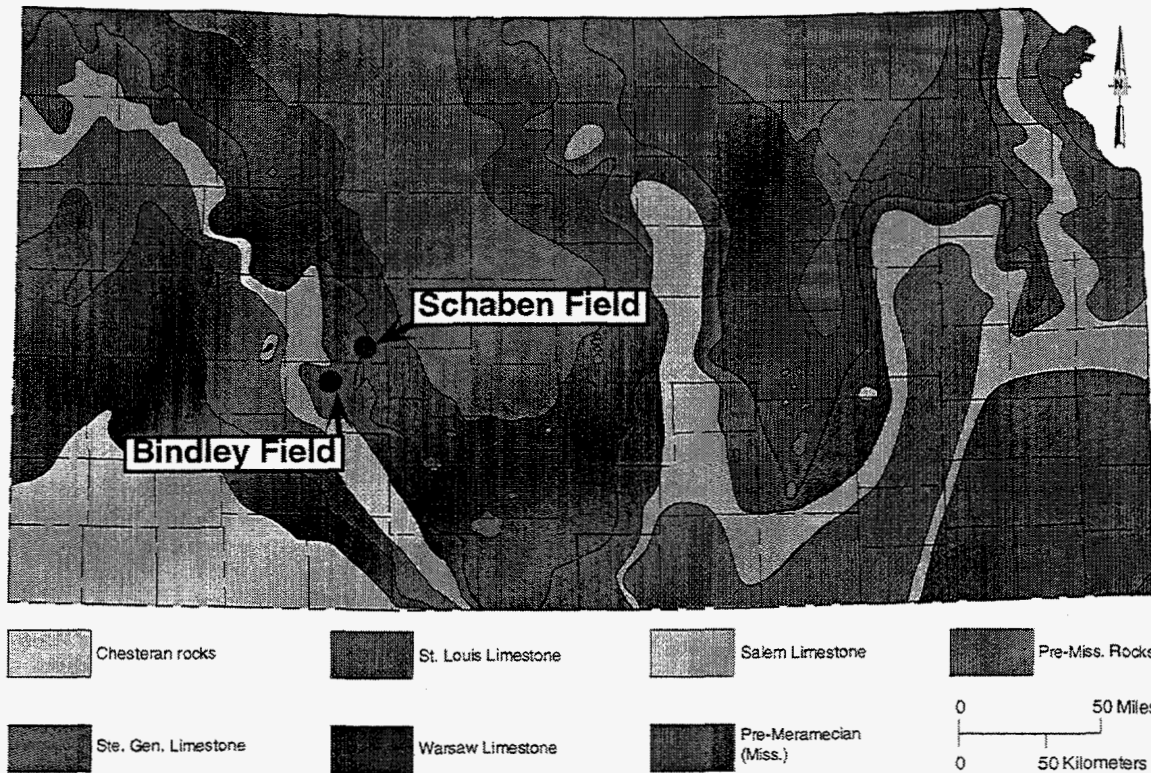 N
Schaben Field
Bindley Field
Chesteran rocks
St. Louis Limestone
Salem Limestone
Pre-Miss. Rocks
Ste. Gen. Limestone
Warsaw Limestone
Pre-Meramecian
(Miss.)
0 50 Miles
0 50 Kilometers